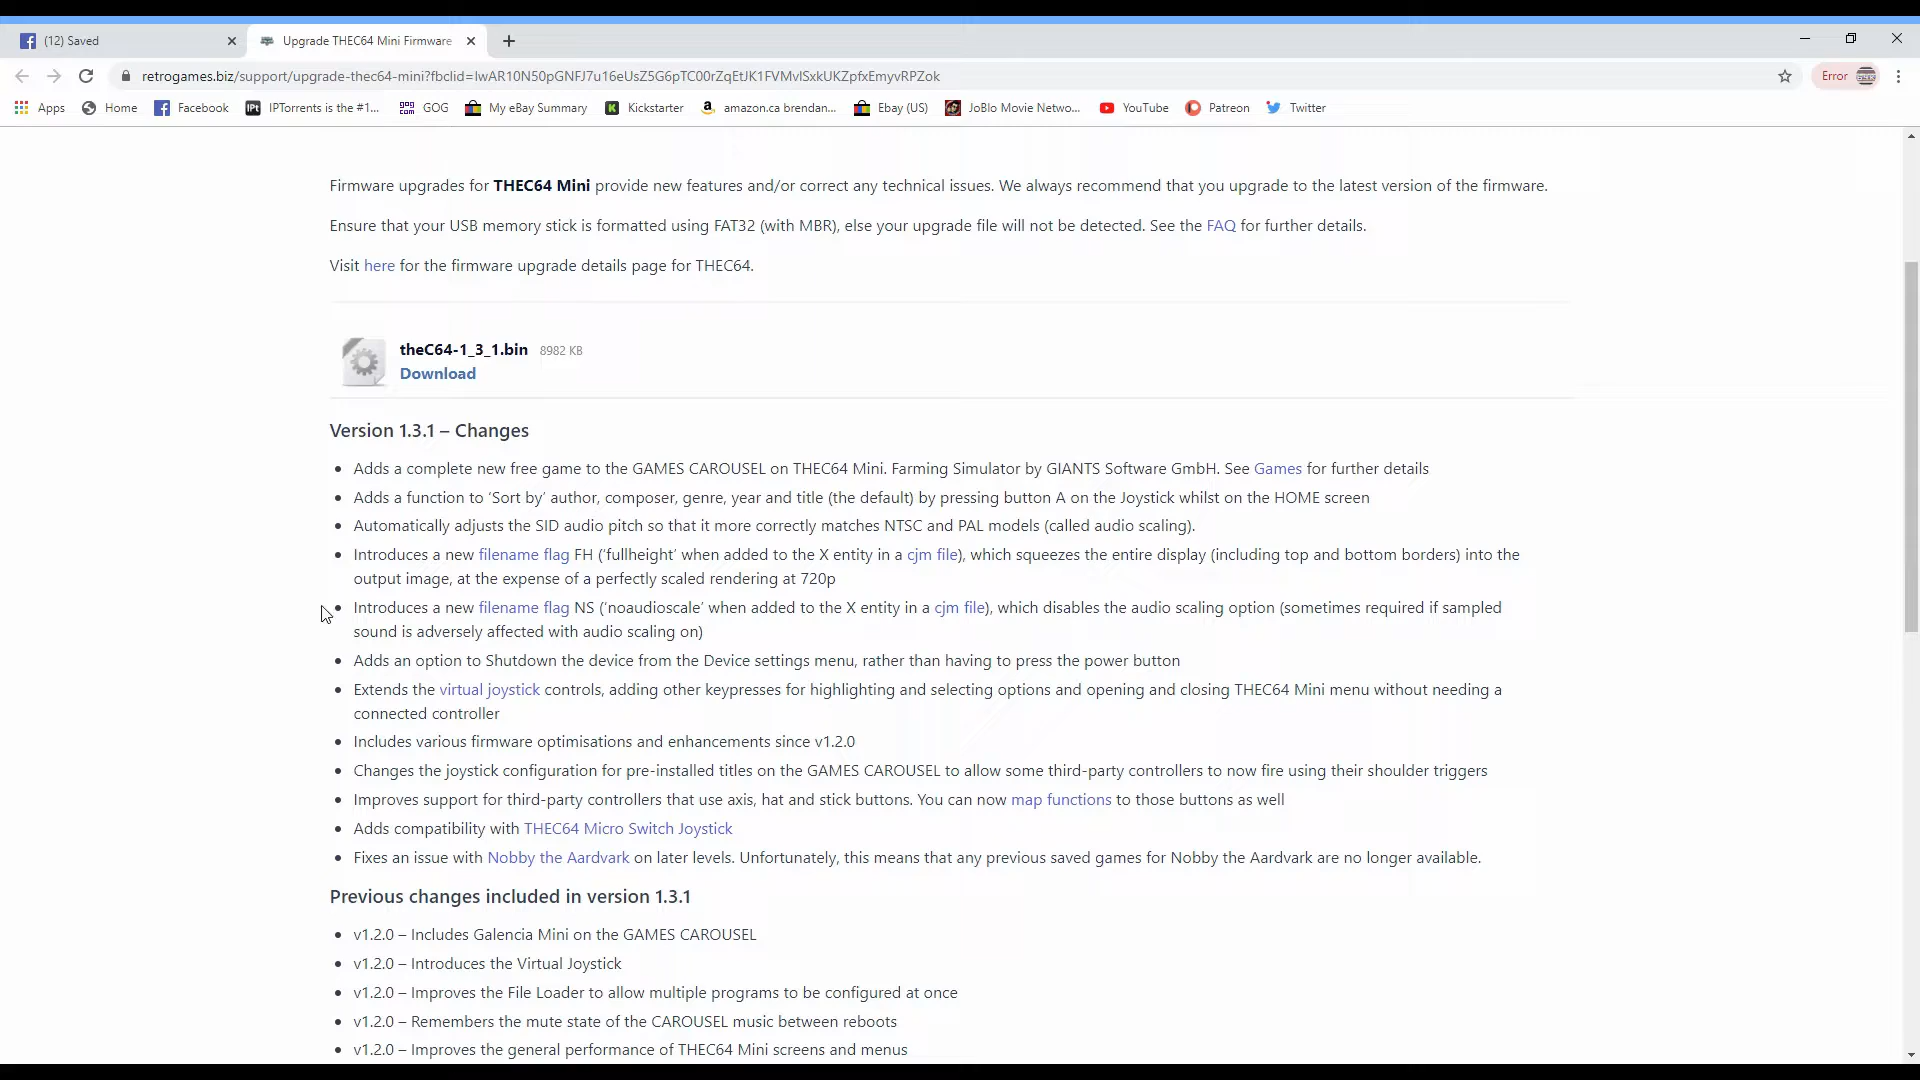 (12) Saved
Upgrade THEC64 Mini Firmware
retrogames.biz/support/upgrade-thec64-mini?fbclid=IwAR10N50pGNFJ7u16eUsZ5G6pTC00rZqEtJK1FVMvlSxkUKZpfxEmyvRPZok
Error
Apps Home Facebook IPTorrents is the #1... GOG My eBay Summary Kickstarter amazon.ca brendan... Ebay (US) JoBlo Movie Netwo... YouTube Patreon Twitter
Firmware upgrades for THEC64 Mini provide new features and/or correct any technical issues. We always recommend that you upgrade to the latest version of the firmware.
Ensure that your USB memory stick is formatted using FAT32 (with MBR), else your upgrade file will not be detected. See the FAQ for further details.
Visit here for the firmware upgrade details page for THEC64.
theC64-1_3_1.bin 8982 KB
Download
Version 1.3.1 – Changes
• Adds a complete new free game to the GAMES CAROUSEL on THEC64 Mini. Farming Simulator by GIANTS Software GmbH. See Games for further details
• Adds a function to ‘Sort by’ author, composer, genre, year and title (the default) by pressing button A on the Joystick whilst on the HOME screen
• Automatically adjusts the SID audio pitch so that it more correctly matches NTSC and PAL models (called audio scaling).
• Introduces a new filename flag FH (‘fullheight’ when added to the X entity in a cjm file), which squeezes the entire display (including top and bottom borders) into the
output image, at the expense of a perfectly scaled rendering at 720p
• Introduces a new filename flag NS (‘noaudioscale’ when added to the X entity in a cjm file), which disables the audio scaling option (sometimes required if sampled
sound is adversely affected with audio scaling on)
• Adds an option to Shutdown the device from the Device settings menu, rather than having to press the power button
• Extends the virtual joystick controls, adding other keypresses for highlighting and selecting options and opening and closing THEC64 Mini menu without needing a
connected controller
• Includes various firmware optimisations and enhancements since v1.2.0
• Changes the joystick configuration for pre-installed titles on the GAMES CAROUSEL to allow some third-party controllers to now fire using their shoulder triggers
• Improves support for third-party controllers that use axis, hat and stick buttons. You can now map functions to those buttons as well
• Adds compatibility with THEC64 Micro Switch Joystick
• Fixes an issue with Nobby the Aardvark on later levels. Unfortunately, this means that any previous saved games for Nobby the Aardvark are no longer available.
Previous changes included in version 1.3.1
• v1.2.0 – Includes Galencia Mini on the GAMES CAROUSEL
• v1.2.0 – Introduces the Virtual Joystick
• v1.2.0 – Improves the File Loader to allow multiple programs to be configured at once
• v1.2.0 – Remembers the mute state of the CAROUSEL music between reboots
• v1.2.0 – Improves the general performance of THEC64 Mini screens and menus